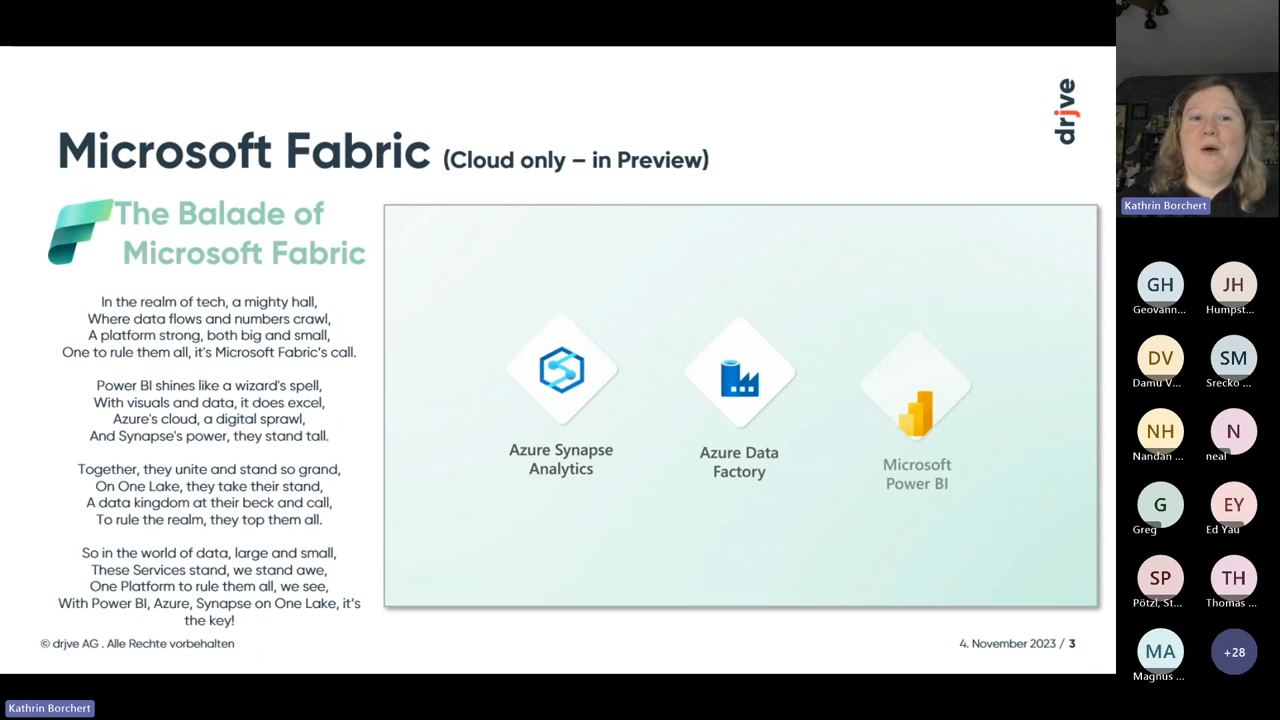 drjve
Microsoft Fabric (Cloud only – in Preview)
The Balade of
Microsoft Fabric
In the realm of tech, a mighty hall,
Where data flows and numbers crawl,
A platform strong, both big and small,
One to rule them all, it's Microsoft Fabric's call.
Power BI shines like a wizard's spell,
With visuals and data, it does excel,
Azure's cloud, a digital sprawl,
And Synapse's power, they stand tall.
Together, they unite and stand so grand,
On One Lake, they take their stand,
A data kingdom at their beck and call,
To rule the realm, they top them all.
So in the world of data, large and small,
These Services stand, we stand awe,
One Platform to rule them all, we see,
With Power BI, Azure, Synapse on One Lake, it's
the key!
Azure Synapse
Analytics
Azure Data
Factory
Microsoft
Power BI
© drjve AG . Alle Rechte vorbehalten
4. November 2023 / 3
Kathrin Borchert
Kathrin Borchert
GH
Geovann...
JH
Humpst...
DV
Damu V...
SM
Srecko ...
NH
Nandan ...
N
neal
G
Greg
EY
Ed Yau
SP
Pötzl, St...
TH
Thomas ...
MA
Magnus ...
+28